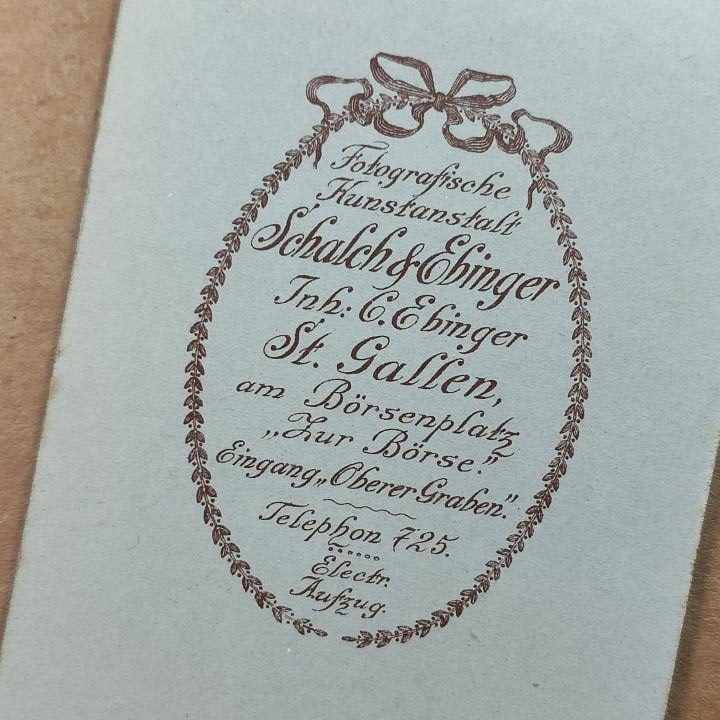 Fotografische
Kunstanstalt
Schalch & Ebinger
Inh: C. Ebinger
St. Gallen,
am Börsenplatz
„Zur Börse."
Eingang „Oberer Graben."
Telephon 725.
Electr.
Aufzug.